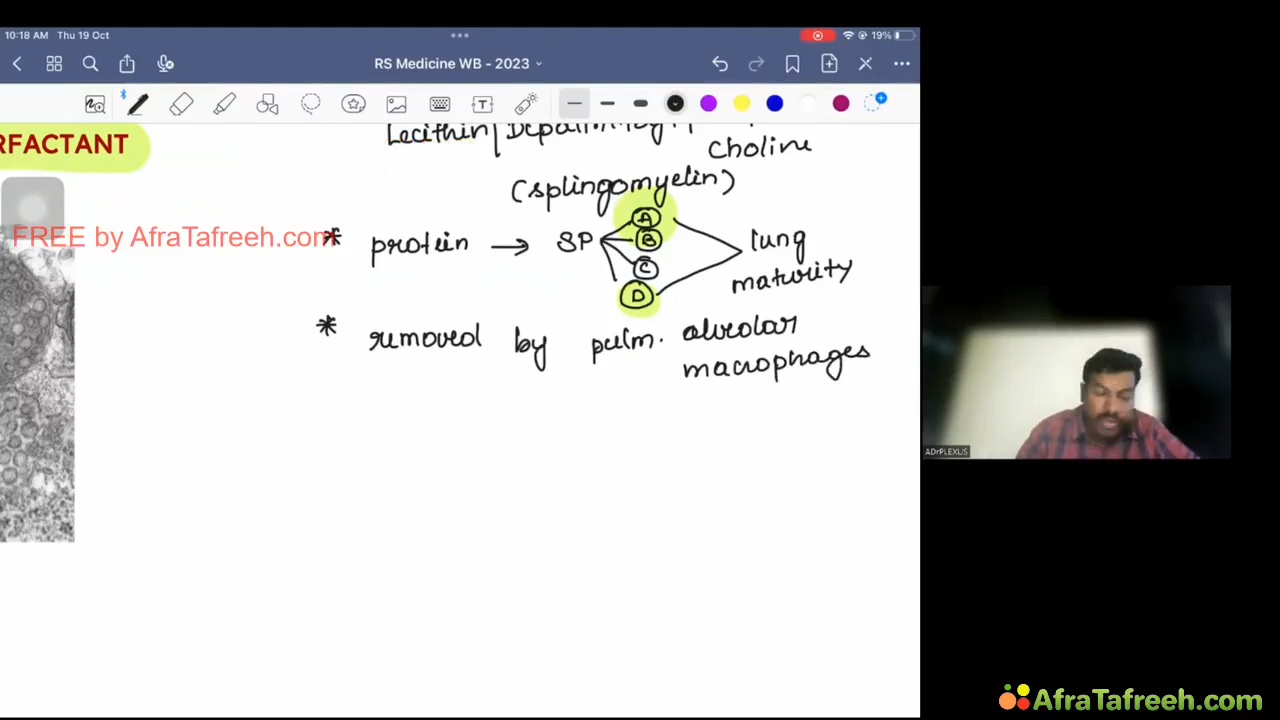 10:18 AM Thu 19 Oct
19%
RS Medicine WB - 2023
T
RFACTANT
Lecithin /
Choline
(splingomyelin)
FREE by AfraTafreeh.com
* protein → SP A B C D lung maturity
* removed by pulm. alveolar macrophages
ADrPLEXUS
AfraTafreeh.com